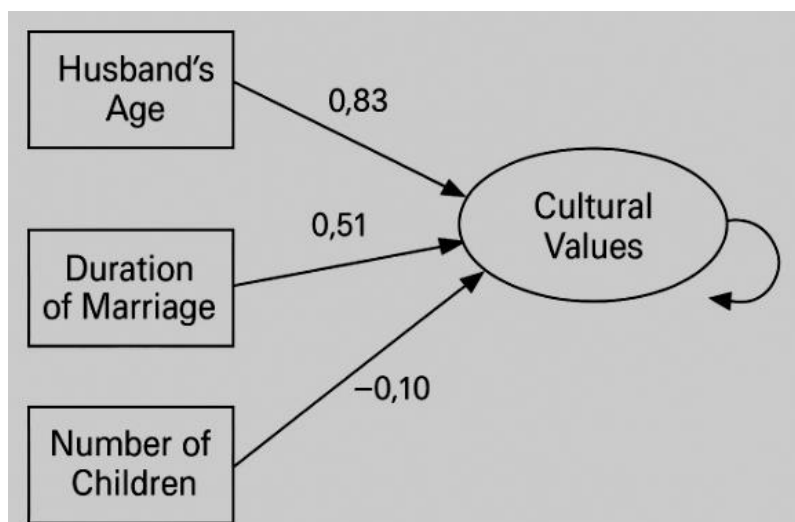 Husband's
Age
0,83
Cultural
Values
0,51
Duration
of Marriage
−0,10
Number of
Children